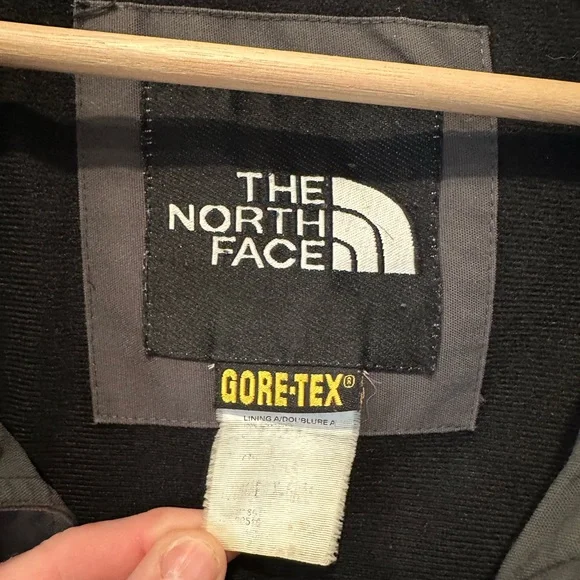 THE
NORTH
FACE
GORE-TEX®
LINING A/DOUBLURE A